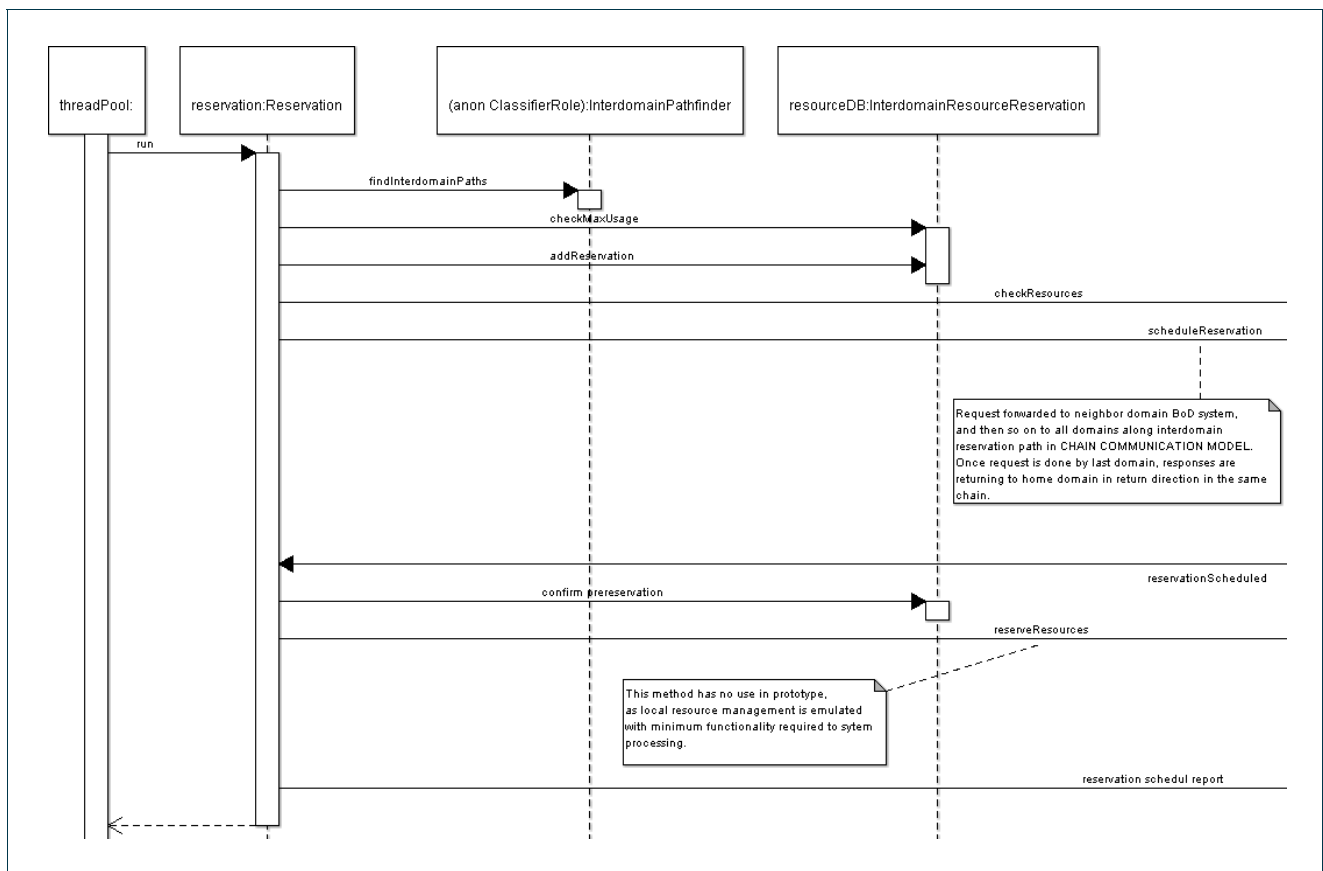 threadPool:
reservation:Reservation
(anon ClassifierRole):InterdomainPathfinder
resourceDB:InterdomainResourceReservation
run
findInterdomainPaths
checkMaxUsage
addReservation
checkResources
scheduleReservation
Request forwarded to neighbor domain BoD system,
and then so on to all domains along interdomain
reservation path in CHAIN COMMUNICATION MODEL.
Once request is done by last domain, responses are
returning to home domain in return direction in the same
chain.
reservationScheduled
confirm prereservation
reserveResources
This method has no use in prototype,
as local resource management is emulated
with minimum functionality required to sytem
processing.
reservation schedul report